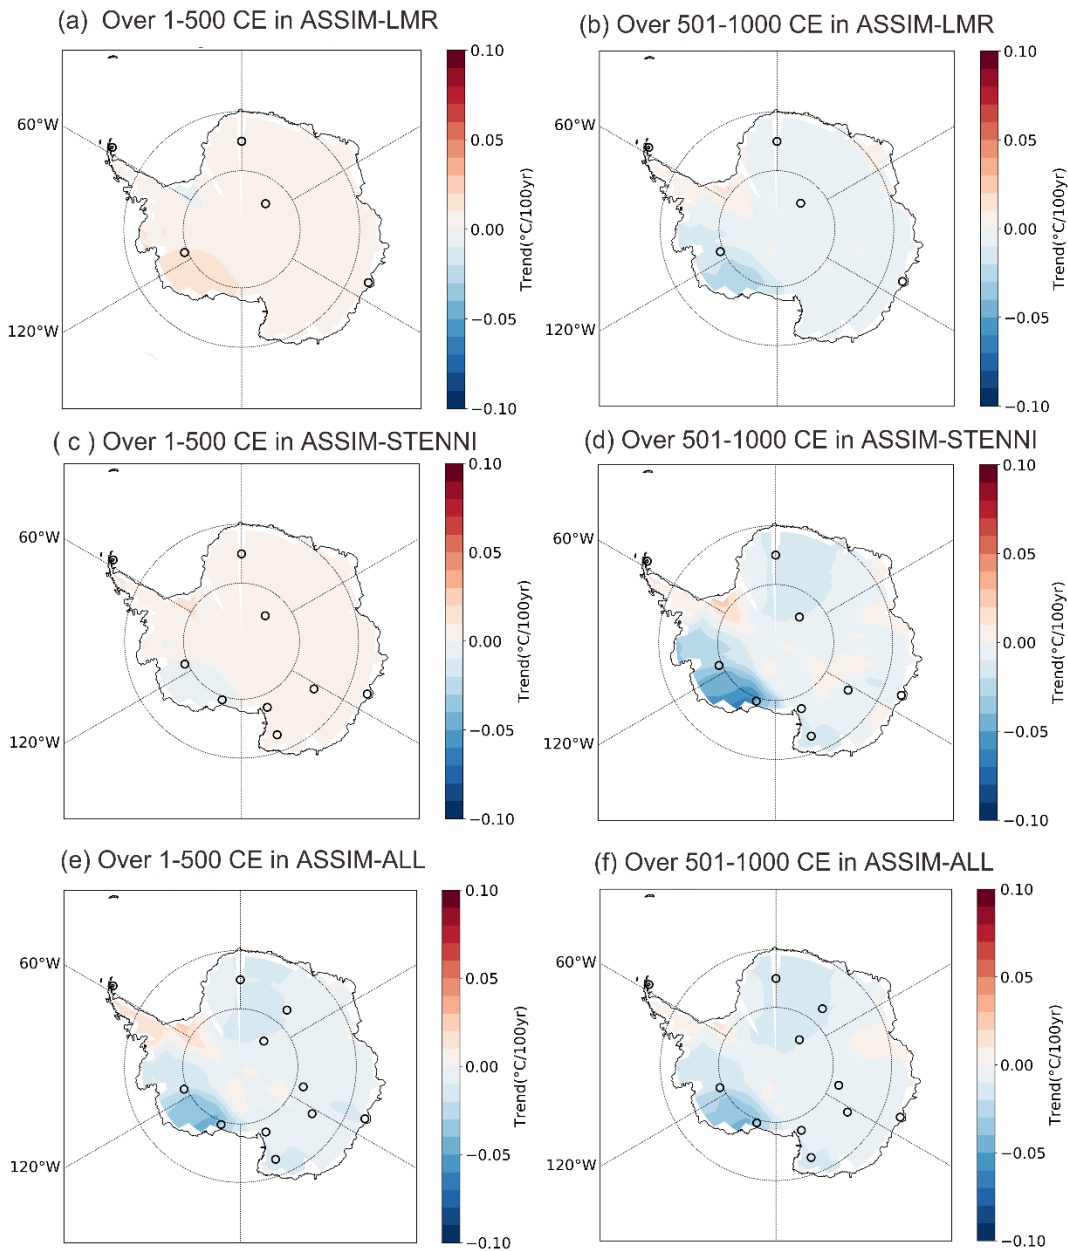 (a) Over 1-500 CE in ASSIM-LMR
(b) Over 501-1000 CE in ASSIM-LMR
60°W
120°W
0.10
0.05
0.00
−0.05
−0.10
Trend(°C/100yr)
60°W
120°W
0.10
0.05
0.00
−0.05
−0.10
Trend(°C/100yr)
( c ) Over 1-500 CE in ASSIM-STENNI
(d) Over 501-1000 CE in ASSIM-STENNI
60°W
120°W
0.10
0.05
0.00
−0.05
−0.10
Trend(°C/100yr)
60°W
120°W
0.10
0.05
0.00
−0.05
−0.10
Trend(°C/100yr)
(e) Over 1-500 CE in ASSIM-ALL
(f) Over 501-1000 CE in ASSIM-ALL
60°W
120°W
0.10
0.05
0.00
−0.05
−0.10
Trend(°C/100yr)
60°W
120°W
0.10
0.05
0.00
−0.05
−0.10
Trend(°C/100yr)